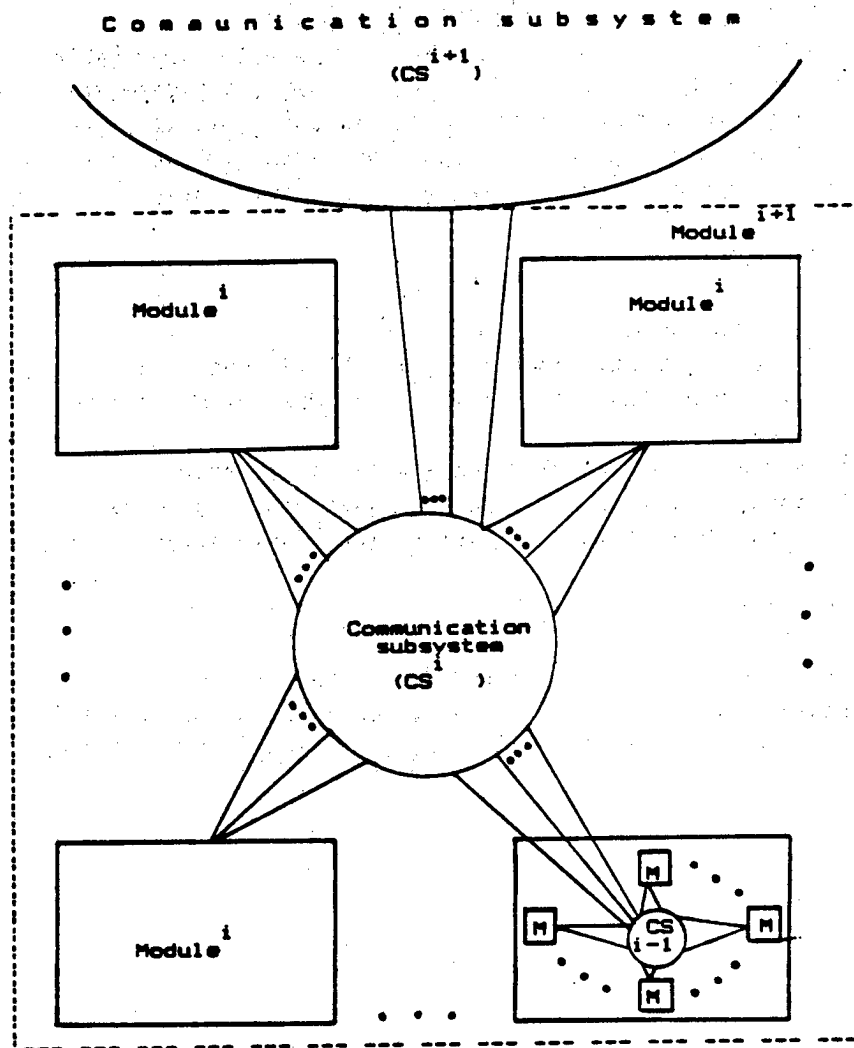 Communication subsystem
(CS^{i+1})
Module^{i+1}
Module^{i}
Module^{i}
Communication
subsystem
(CS^{i})
Module^{i}
M
M
CS
i-1
M
M